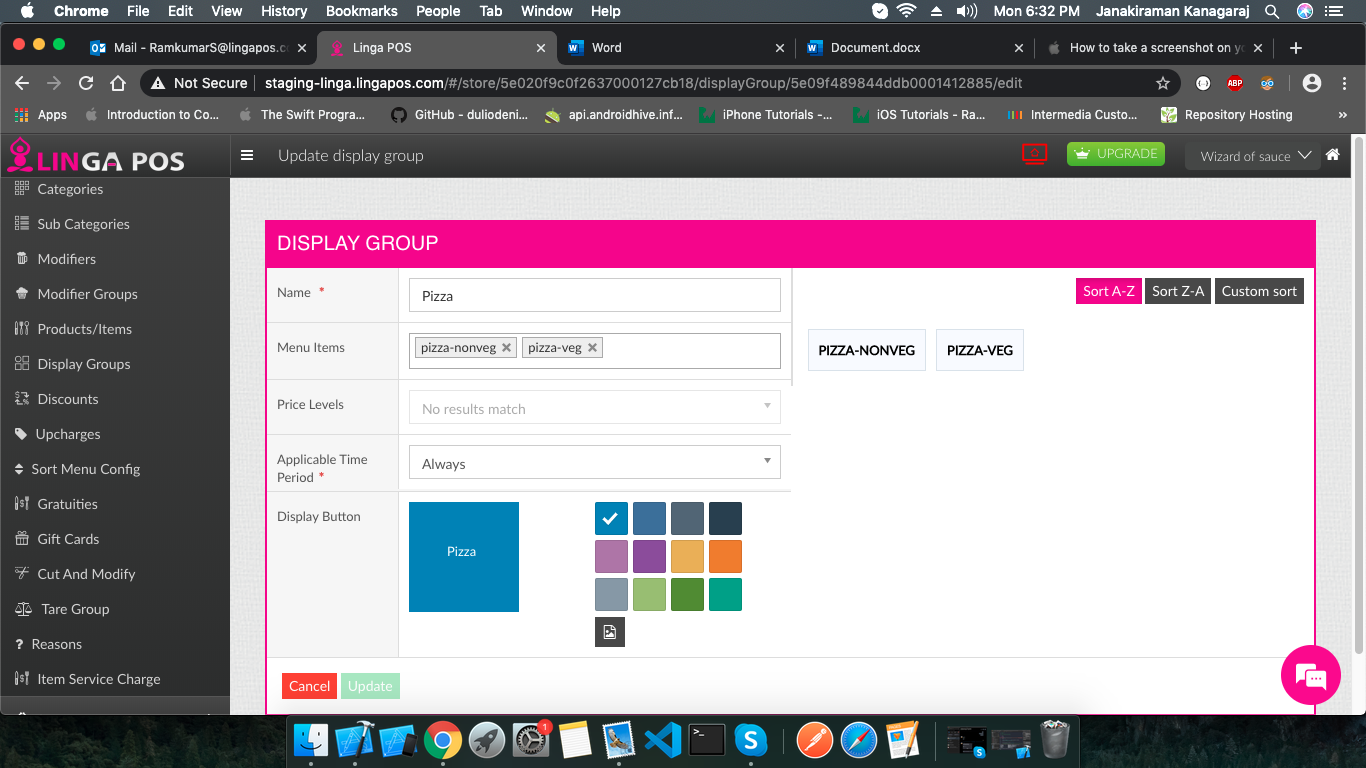 Chrome File Edit View History Bookmarks People Tab Window Help Mon 6:32 PM Janakiraman Kanagaraj
Mail - RamkumarS@lingapos.c Linga POS Word Document.docx How to take a screenshot on yo
Not Secure staging-linga.lingapos.com/#/store/5e020f9c0f2637000127cb18/displayGroup/5e09f489844ddb0001412885/edit ABP
Apps Introduction to Co... The Swift Progra... GitHub - duliodeni... api.androidhive.inf... iPhone Tutorials -... iOS Tutorials - Ra... Intermedia Custo... Repository Hosting »
LINGA POS Update display group UPGRADE Wizard of sauce
Categories
Sub Categories
Modifiers
Modifier Groups
Products/Items
Display Groups
Discounts
Upcharges
Sort Menu Config
Gratuities
Gift Cards
Cut And Modify
Tare Group
? Reasons
Item Service Charge
DISPLAY GROUP
Name * Pizza
Sort A-Z Sort Z-A Custom sort
Menu Items pizza-nonveg pizza-veg
PIZZA-NONVEG PIZZA-VEG
Price Levels No results match
Applicable Time
Period * Always
Display Button Pizza
Cancel Update
1